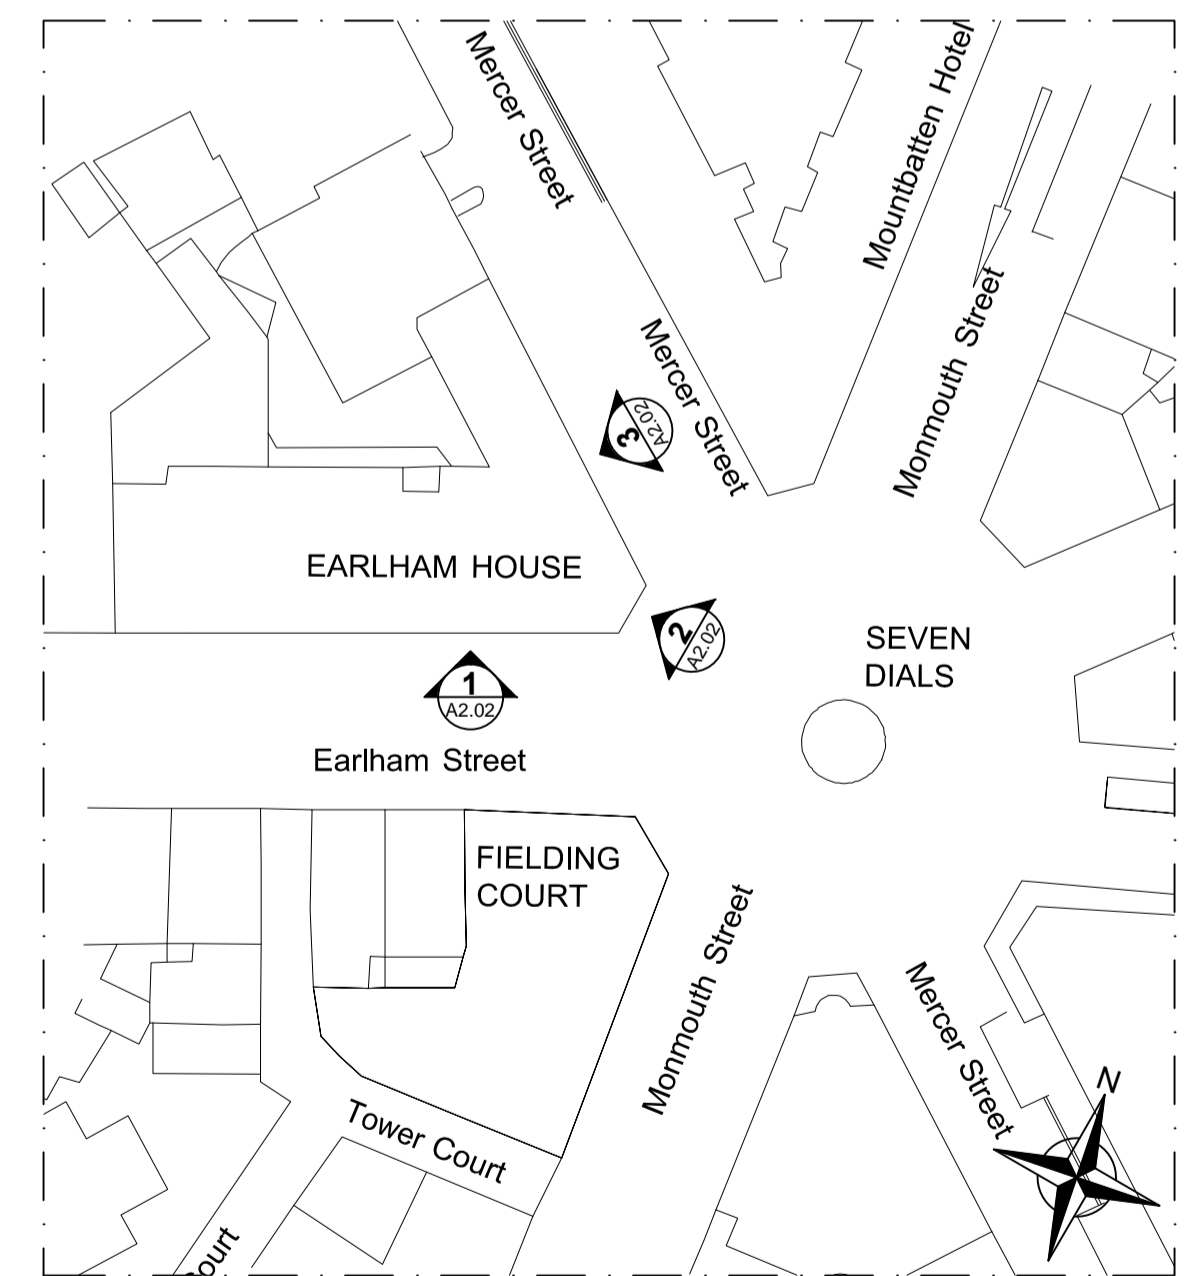 Mercer Street
Mountbatten Hotel
Monmouth Street
Mercer Street
3
A2.02
EARLHAM HOUSE
2
A2.02
SEVEN
DIALS
1
A2.02
Earlham Street
FIELDING
COURT
Monmouth Street
Mercer Street
N
Tower Court